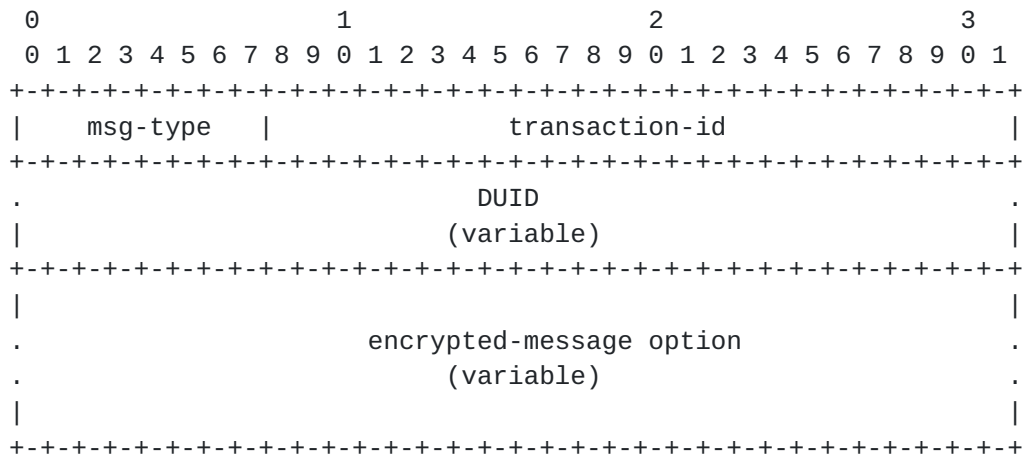 0                   1                   2                   3
 0 1 2 3 4 5 6 7 8 9 0 1 2 3 4 5 6 7 8 9 0 1 2 3 4 5 6 7 8 9 0 1
+-+-+-+-+-+-+-+-+-+-+-+-+-+-+-+-+-+-+-+-+-+-+-+-+-+-+-+-+-+-+-+-+
|    msg-type   |               transaction-id                  |
+-+-+-+-+-+-+-+-+-+-+-+-+-+-+-+-+-+-+-+-+-+-+-+-+-+-+-+-+-+-+-+-+
.                             DUID                              .
|                           (variable)                          |
+-+-+-+-+-+-+-+-+-+-+-+-+-+-+-+-+-+-+-+-+-+-+-+-+-+-+-+-+-+-+-+-+
|                                                               |
.                      encrypted-message option                 .
.                           (variable)                          .
|                                                               |
+-+-+-+-+-+-+-+-+-+-+-+-+-+-+-+-+-+-+-+-+-+-+-+-+-+-+-+-+-+-+-+-+